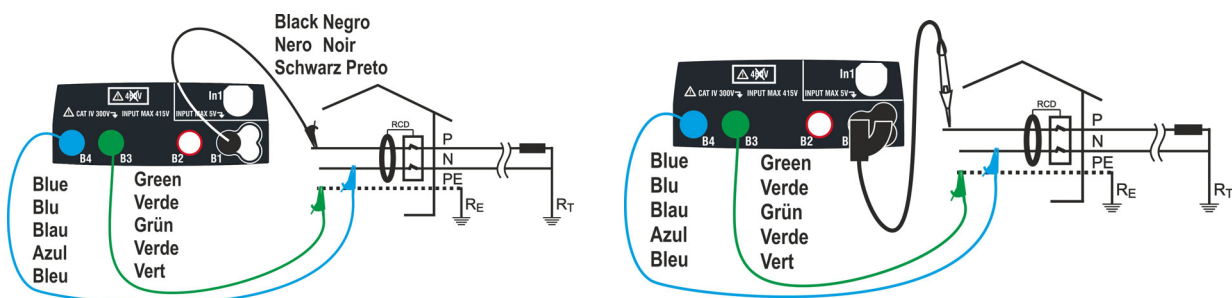 Black Negro
Nero Noir
Schwarz Preto
In1
CAT IV 300V INPUT MAX 415V INPUT MAX 5V
B4 B3 B2 B1
RCD
P
N
PE
RE
RT
Blue
Blu
Blau
Azul
Bleu
Green
Verde
Grün
Verde
Vert
In1
CAT IV 300V INPUT MAX 415V INPUT MAX 5V
B4 B3 B2 B
RCD
P
N
PE
RE
RT
Blue
Blu
Blau
Azul
Bleu
Green
Verde
Grün
Verde
Vert